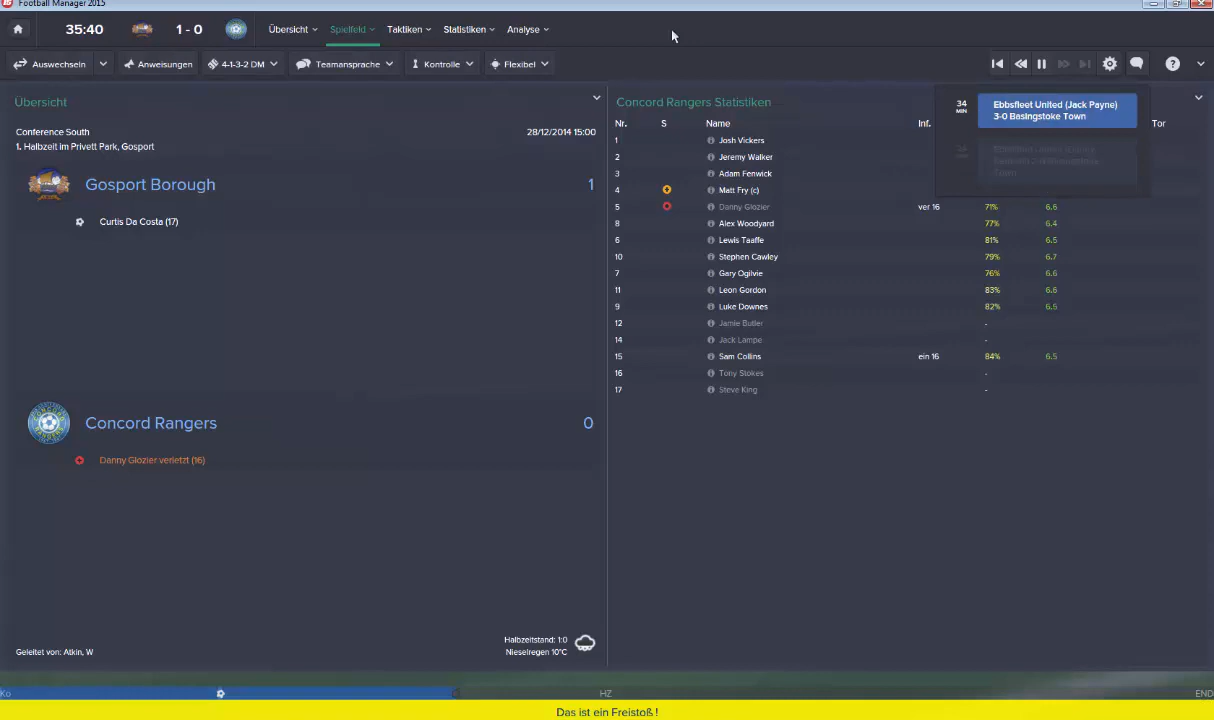 Football Manager 2015
35:40 1 - 0 Übersicht Spielfeld Taktiken Statistiken Analyse
Auswechseln Anweisungen 4-1-3-2 DM Teamansprache Kontrolle Flexibel
Übersicht
Conference South 28/12/2014 15:00
1. Halbzeit im Privett Park, Gosport
Gosport Borough 1
Curtis Da Costa (17)
Concord Rangers 0
Danny Glozier verletzt (16)
Halbzeitstand: 1:0
Geleitet von: Atkin, W Nieselregen 10°C
Concord Rangers Statistiken
34 MIN Ebbsfleet United (Jack Payne)
3-0 Basingstoke Town
Nr. S Name Inf. Tor
1 Josh Vickers
2 Jeremy Walker
3 Adam Fenwick
4 Matt Fry (c)
5 Danny Glozier ver 16 71% 6.6
8 Alex Woodyard 77% 6.4
6 Lewis Taaffe 81% 6.5
10 Stephen Cawley 79% 6.7
7 Gary Ogilvie 76% 6.6
11 Leon Gordon 83% 6.6
9 Luke Downes 82% 6.5
12 Jamie Butler -
14 Jack Lampe -
15 Sam Collins ein 16 84% 6.5
16 Tony Stokes -
17 Steve King -
Ko HZ END
Das ist ein Freistoß !